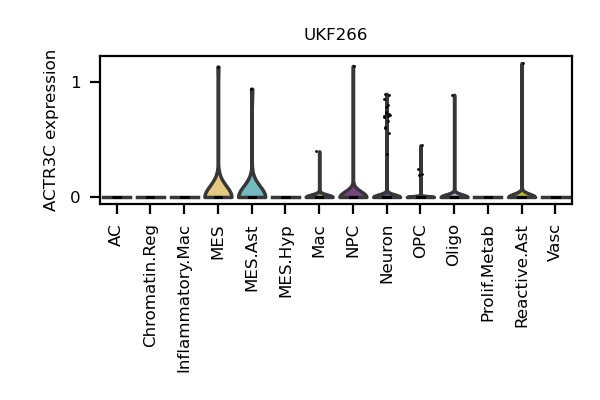 UKF266
ACTR3C expression
1
0
AC
Chromatin.Reg
Inflammatory.Mac
MES
MES.Ast
MES.Hyp
Mac
NPC
Neuron
OPC
Oligo
Prolif.Metab
Reactive.Ast
Vasc